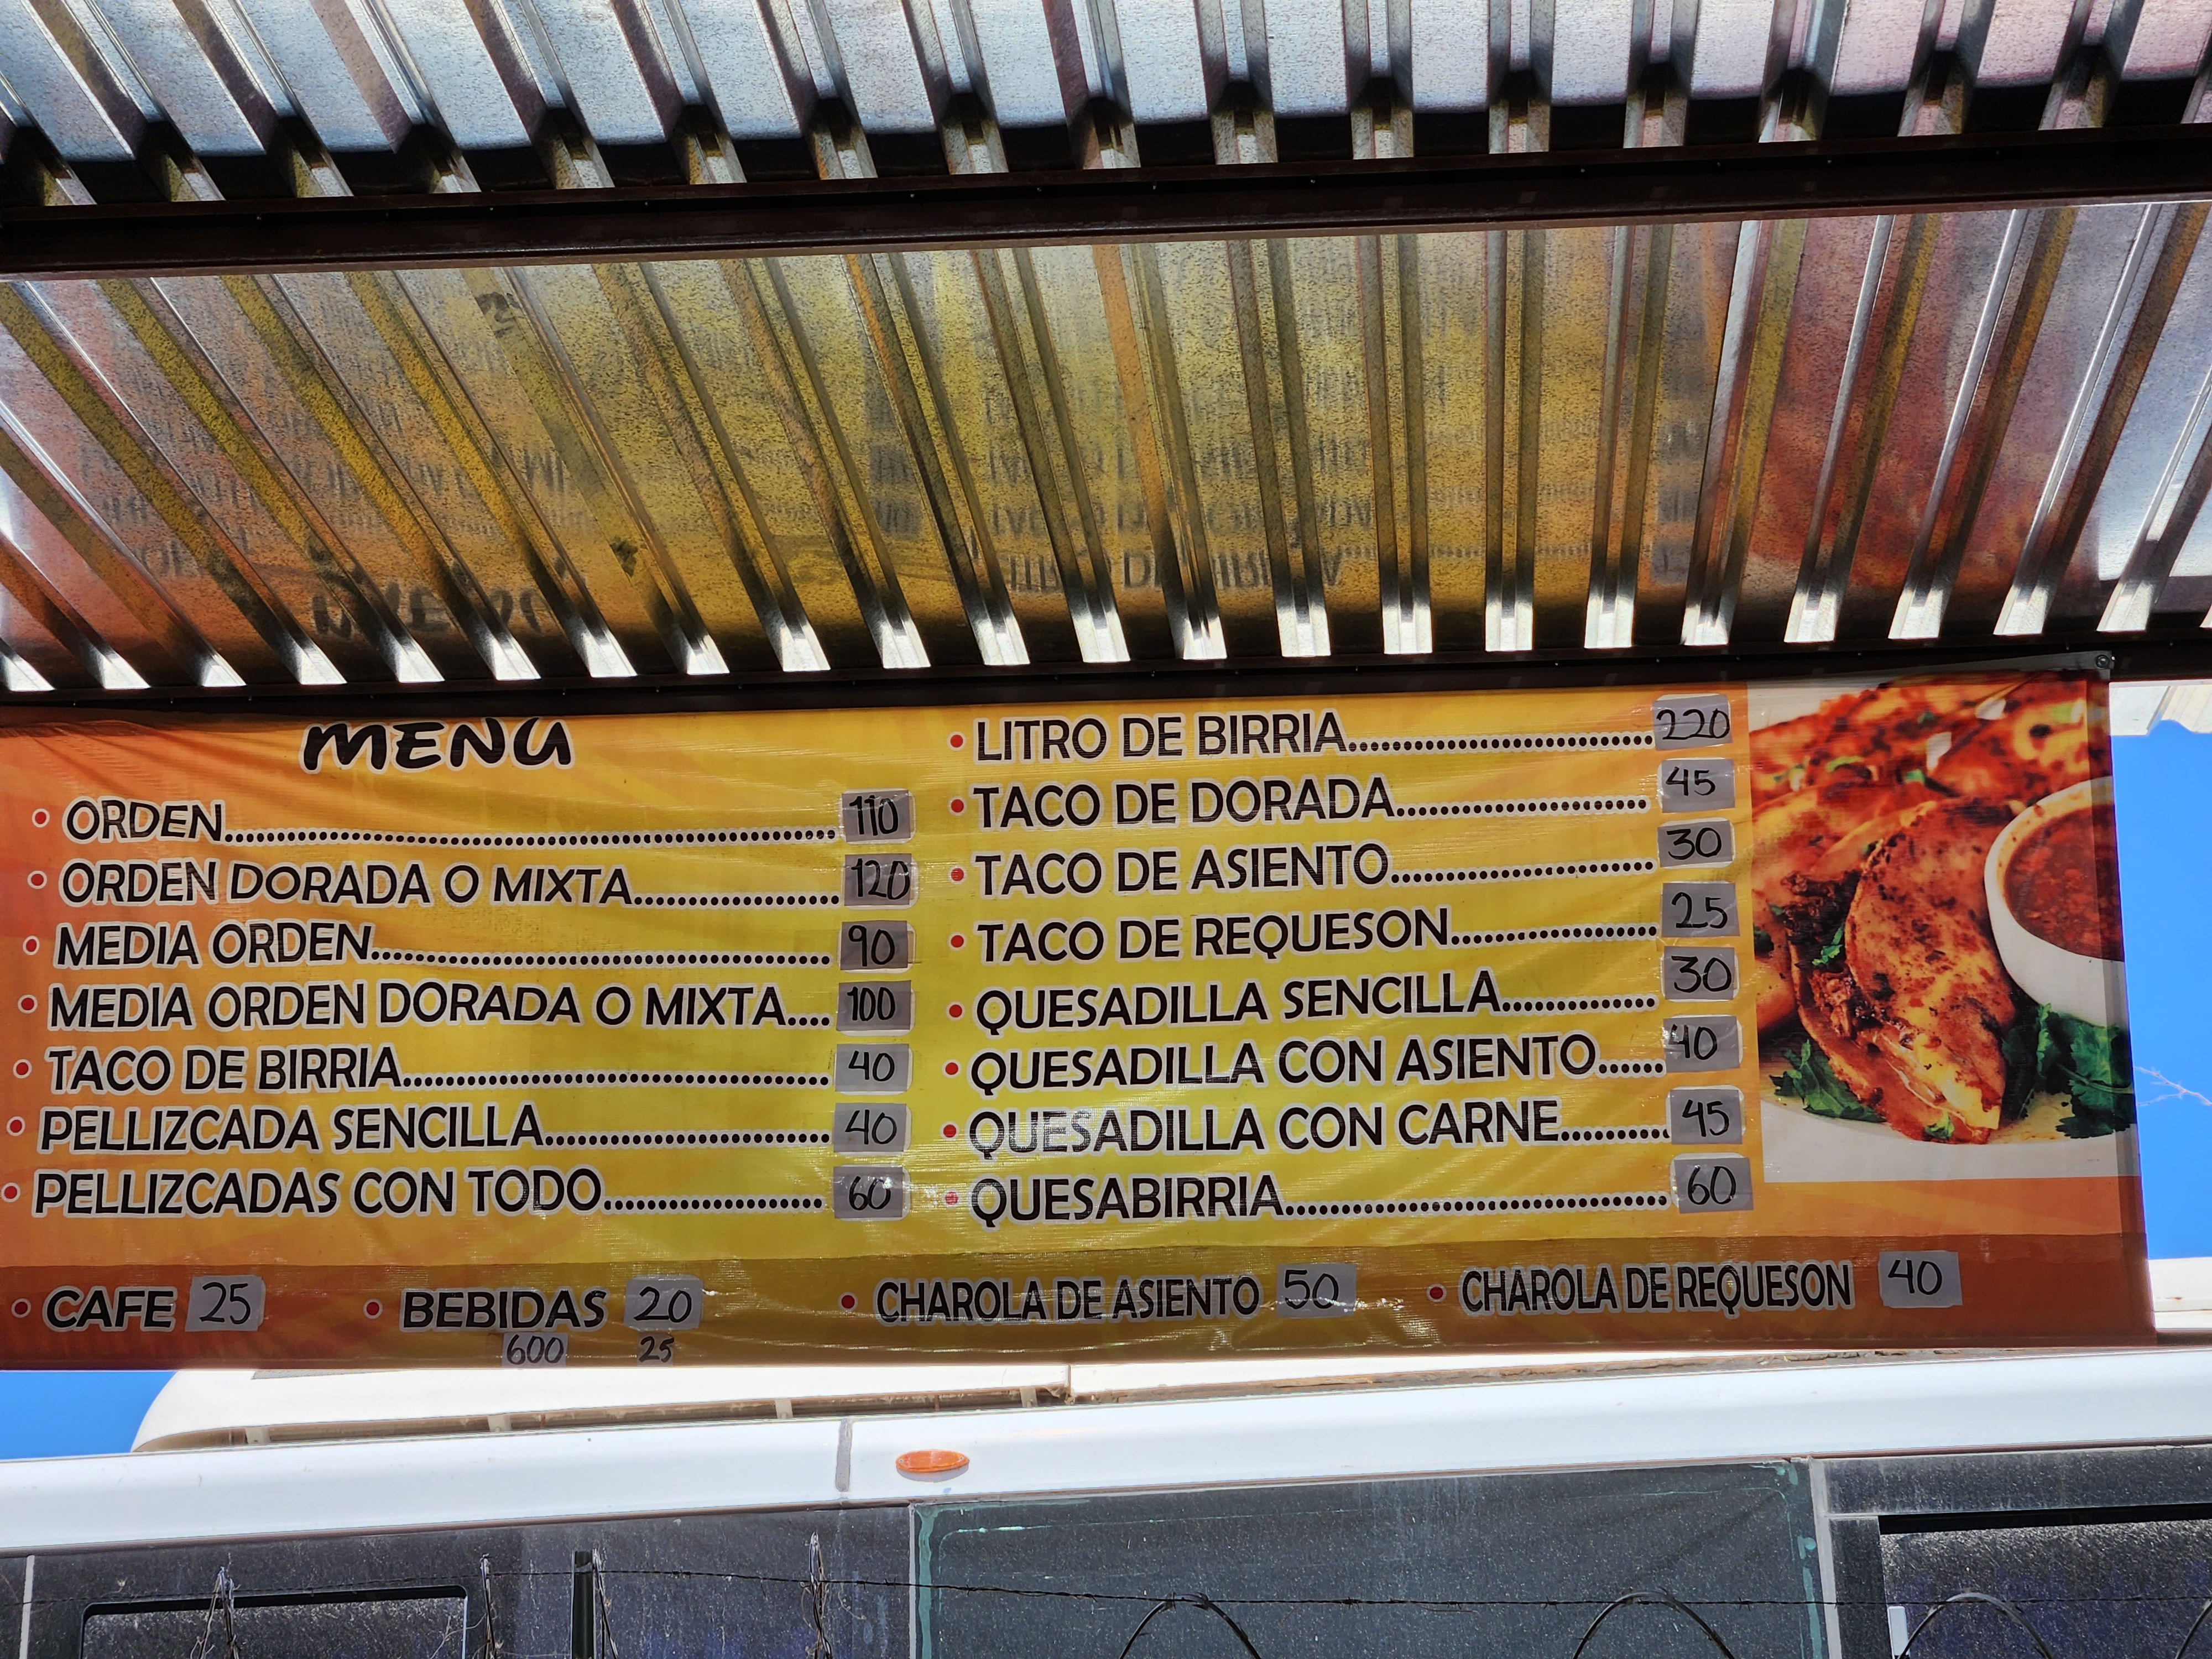 MENU
• ORDEN 110
• ORDEN DORADA O MIXTA 120
• MEDIA ORDEN 90
• MEDIA ORDEN DORADA O MIXTA 100
• TACO DE BIRRIA 40
• PELLIZCADA SENCILLA 40
• PELLIZCADAS CON TODO 60
• LITRO DE BIRRIA 220
• TACO DE DORADA 45
• TACO DE ASIENTO 30
• TACO DE REQUESON 25
• QUESADILLA SENCILLA 30
• QUESADILLA CON ASIENTO 40
• QUESADILLA CON CARNE 45
• QUESABIRRIA 60
• CAFE 25 • BEBIDAS 20 • CHAROLA DE ASIENTO 50 • CHAROLA DE REQUESON 40
600 25